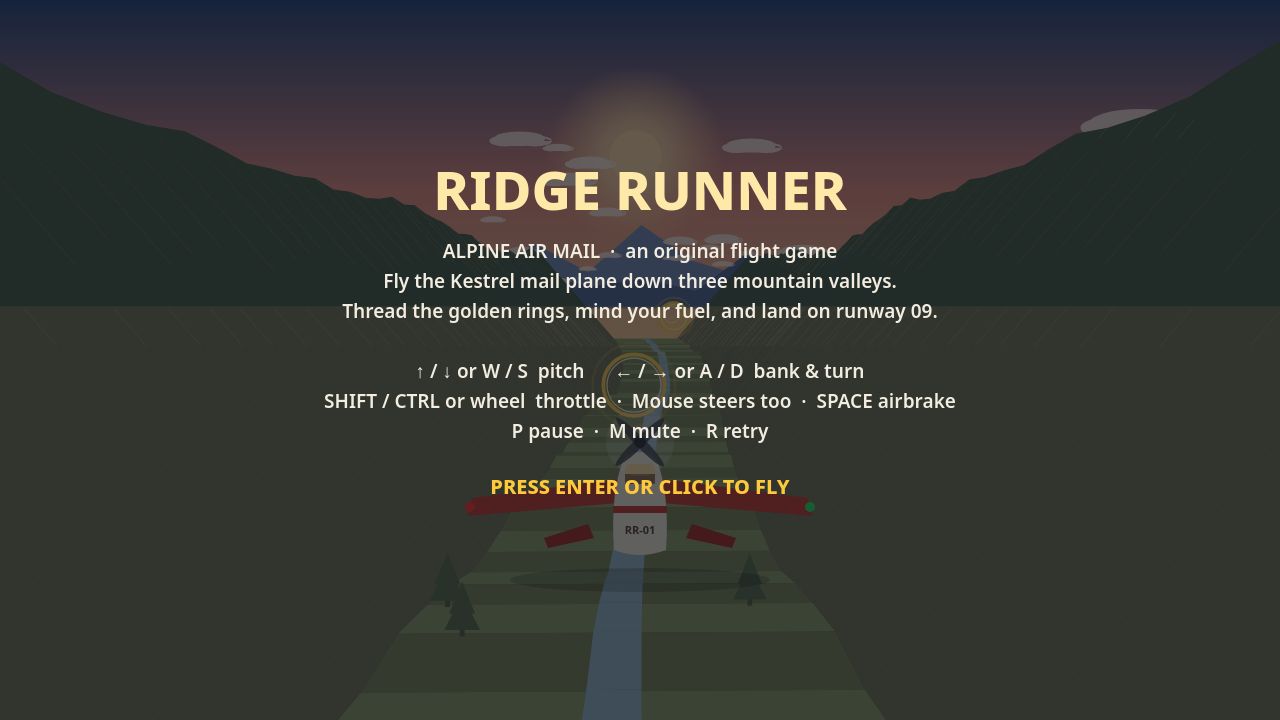 RIDGE RUNNER
ALPINE AIR MAIL · an original flight game
Fly the Kestrel mail plane down three mountain valleys.
Thread the golden rings, mind your fuel, and land on runway 09.
↑ / ↓ or W / S pitch ← / → or A / D bank & turn
SHIFT / CTRL or wheel throttle · Mouse steers too · SPACE airbrake
P pause · M mute · R retry
PRESS ENTER OR CLICK TO FLY
RR-01